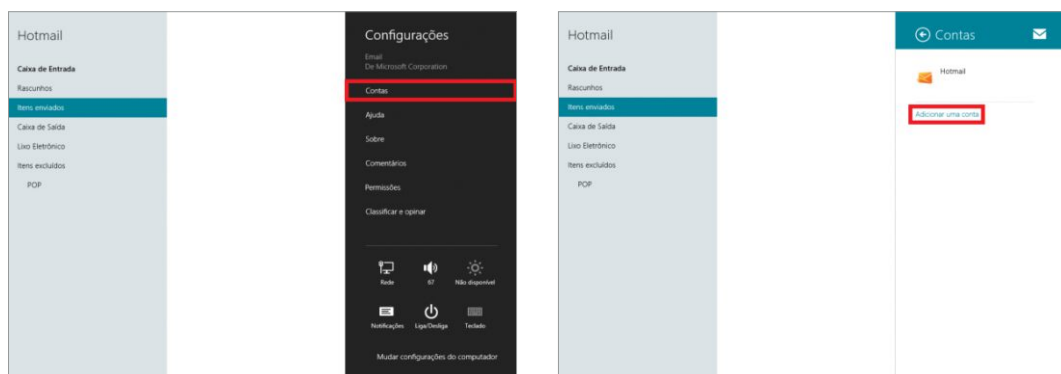 Hotmail
Caixa de Entrada
Rascunhos
Itens enviados
Caixa de Saída
Lixo Eletrônico
Itens excluídos
POP
Configurações
Email
De Microsoft Corporation
Contas
Ajuda
Sobre
Comentários
Permissões
Classificar e opinar
Rede
67
Não disponível
Notificações
Liga/Desliga
Teclado
Mudar configurações do computador
Hotmail
Caixa de Entrada
Rascunhos
Itens enviados
Caixa de Saída
Lixo Eletrônico
Itens excluídos
POP
Contas
Hotmail
Adicionar uma conta